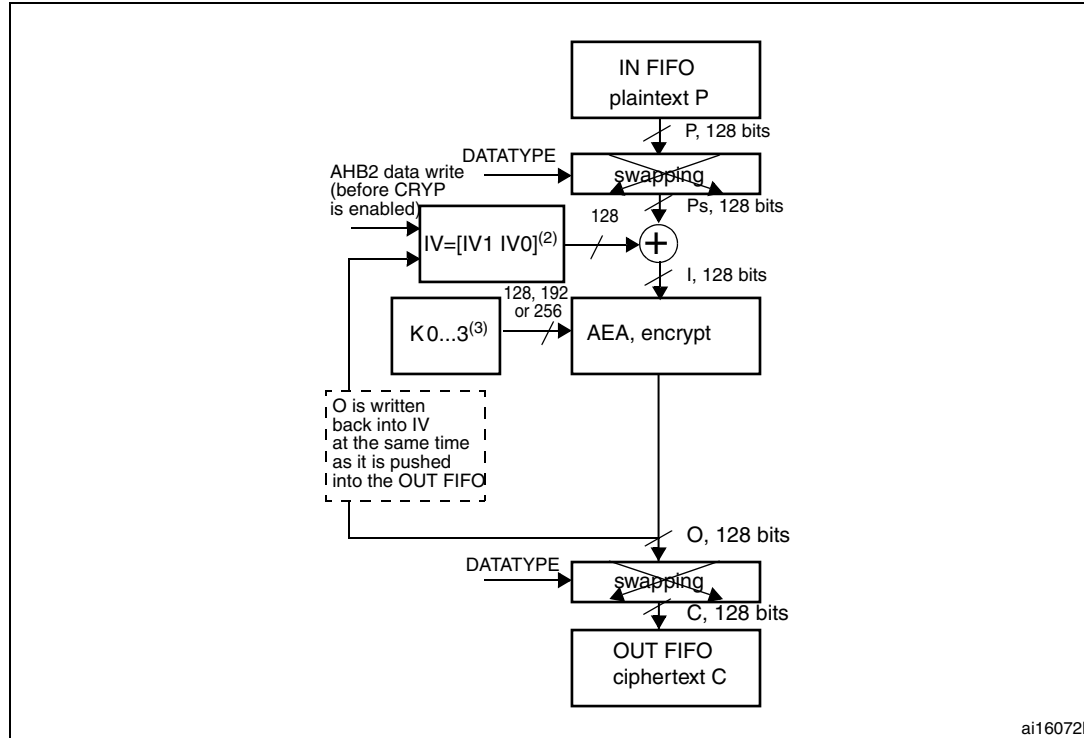 IN FIFO
plaintext P
P, 128 bits
DATATYPE
swapping
AHB2 data write
(before CRYP
is enabled)
Ps, 128 bits
128
IV=[IV1 IV0](2)
+
I, 128 bits
128, 192
or 256
K 0...3(3)
AEA, encrypt
O is written
back into IV
at the same time
as it is pushed
into the OUT FIFO
O, 128 bits
DATATYPE
swapping
C, 128 bits
OUT FIFO
ciphertext C